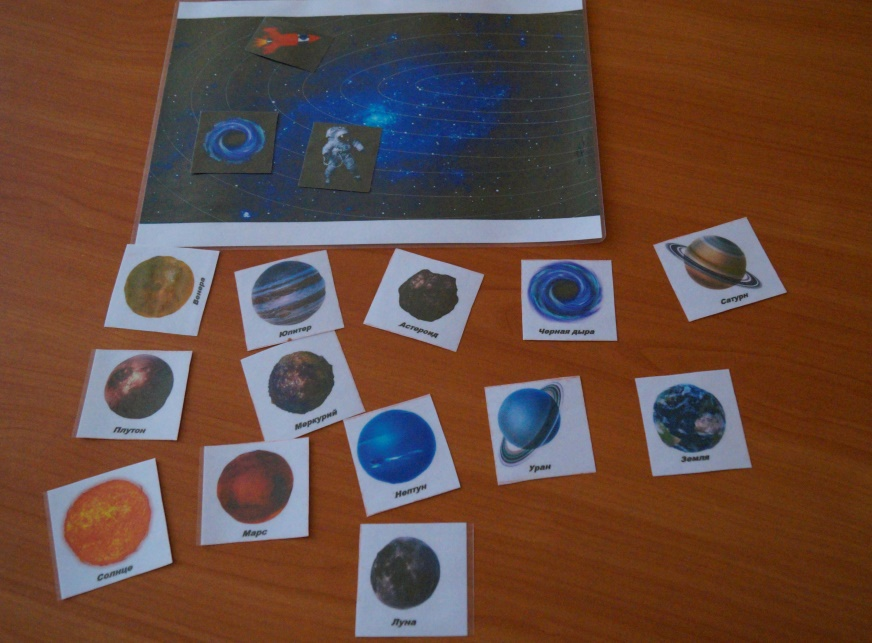 Венера
Юпитер
Астероид
Черная дыра
Сатурн
Плутон
Меркурий
Нептун
Уран
Земля
Солнце
Марс
Луна